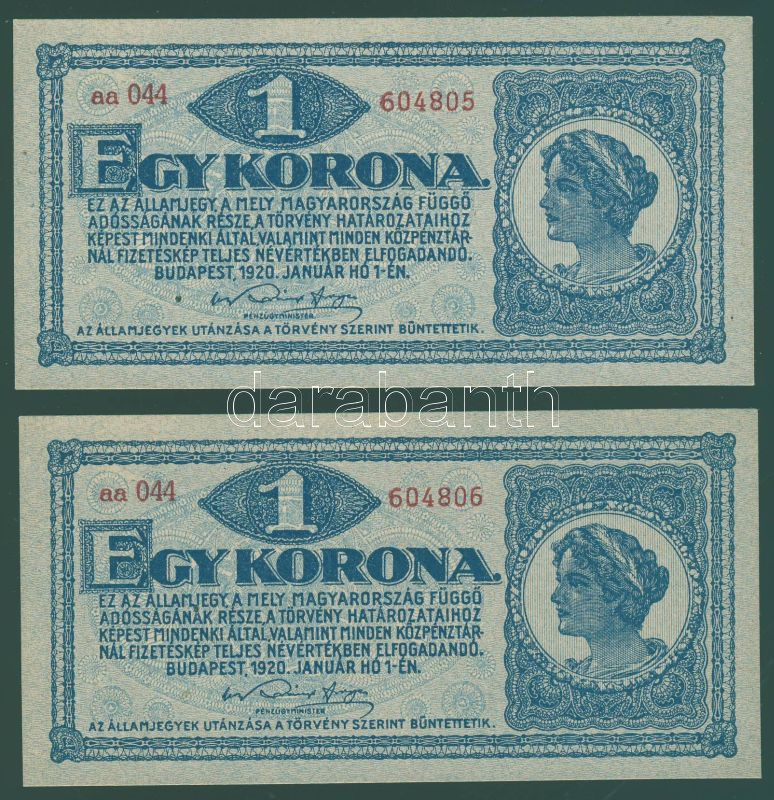 aa 044
1
604805
EGY KORONA.
EZ AZ ÁLLAMJEGY, A MELY MAGYARORSZÁG FÜGGŐ
ADÓSSÁGÁNAK RÉSZE, A TÖRVÉNY HATÁROZATAIHOZ
KÉPEST MINDENKI ÁLTAL, VALAMINT MINDEN KÖZPÉNZTÁR-
NÁL FIZETÉSKÉP TELJES NÉVÉRTÉKBEN ELFOGADANDÓ.
BUDAPEST, 1920. JANUÁR HÓ 1-ÉN.
PÉNZÜGYMINISTER.
AZ ÁLLAMJEGYEK UTÁNZÁSA A TÖRVÉNY SZERINT BÜNTETTETIK.
darabanth
aa 044
1
604806
EGY KORONA.
EZ AZ ÁLLAMJEGY, A MELY MAGYARORSZÁG FÜGGŐ
ADÓSSÁGÁNAK RÉSZE, A TÖRVÉNY HATÁROZATAIHOZ
KÉPEST MINDENKI ÁLTAL, VALAMINT MINDEN KÖZPÉNZTÁR-
NÁL FIZETÉSKÉP TELJES NÉVÉRTÉKBEN ELFOGADANDÓ.
BUDAPEST, 1920. JANUÁR HÓ 1-ÉN.
PÉNZÜGYMINISTER.
AZ ÁLLAMJEGYEK UTÁNZÁSA A TÖRVÉNY SZERINT BÜNTETTETIK.